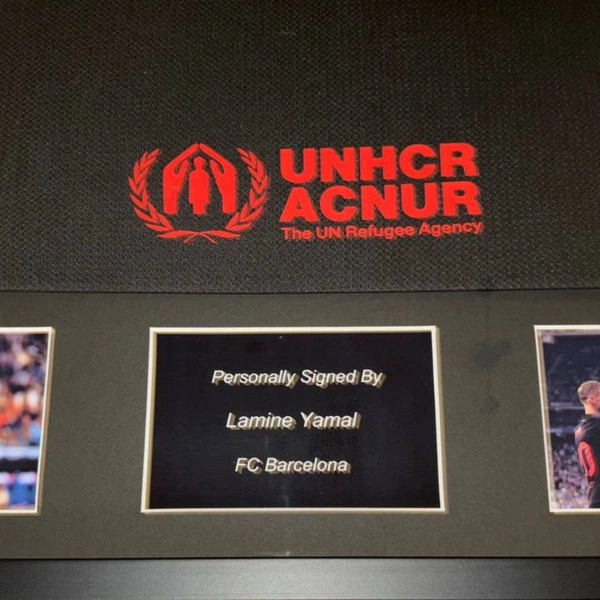 UNHCR
ACNUR
The UN Refugee Agency
Personally Signed By
Lamine Yamal
FC Barcelona